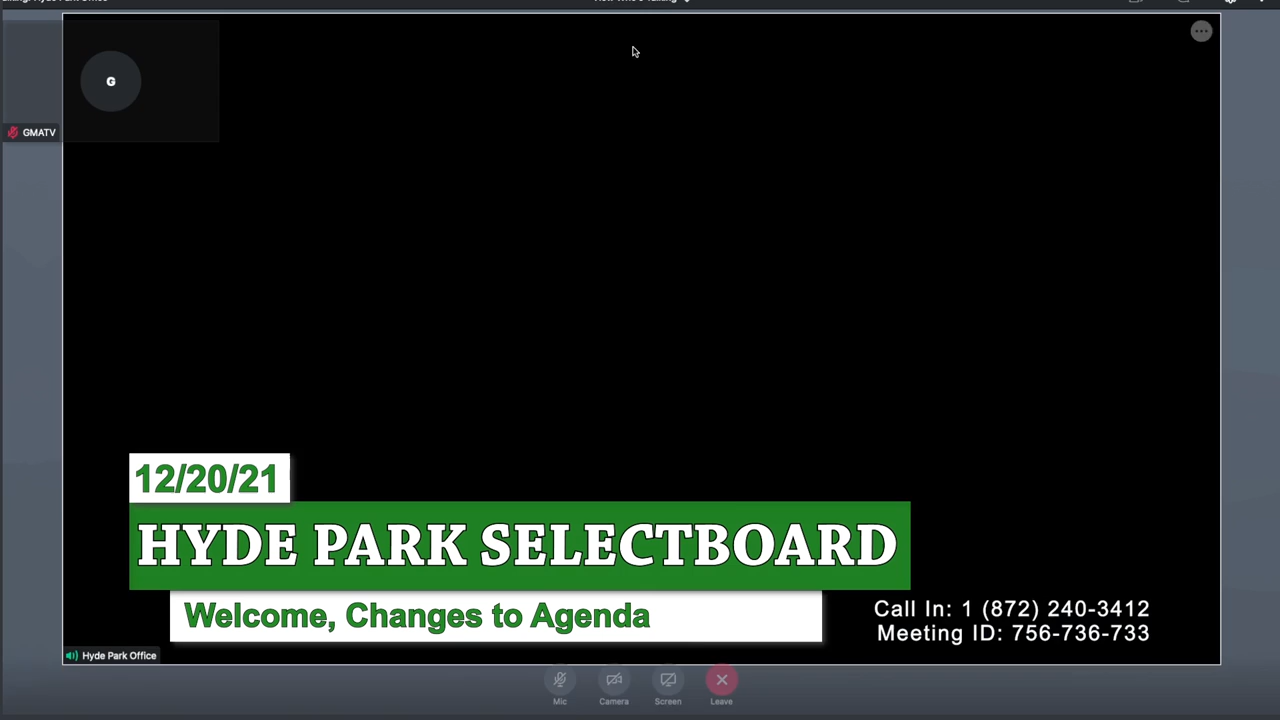 G
GMATV
12/20/21
HYDE PARK SELECTBOARD
Welcome, Changes to Agenda
Call In: 1 (872) 240-3412
Meeting ID: 756-736-733
Hyde Park Office
Mic
Camera
Screen
Leave